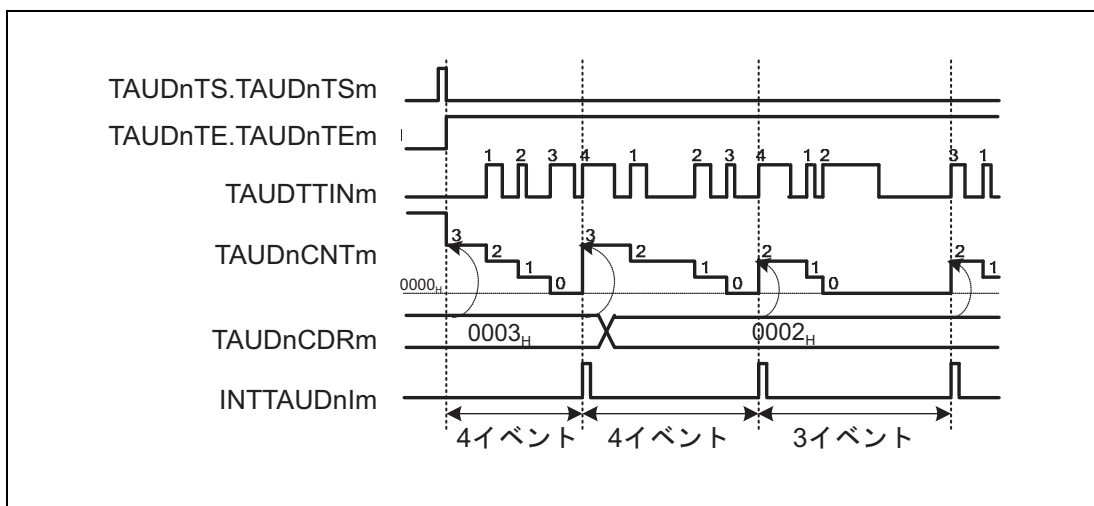 TAUDnTS.TAUDnTSm
TAUDnTE.TAUDnTEm
1 2 3 4 1 2 3 4 1 2 3 1
TAUDTTINm
3 2 1 0 3 2 1 0 2 1 0 2 1
TAUDnCNTm
0000H
TAUDnCDRm
0003H 0002H
INTTAUDnIm
4イベント 4イベント 3イベント